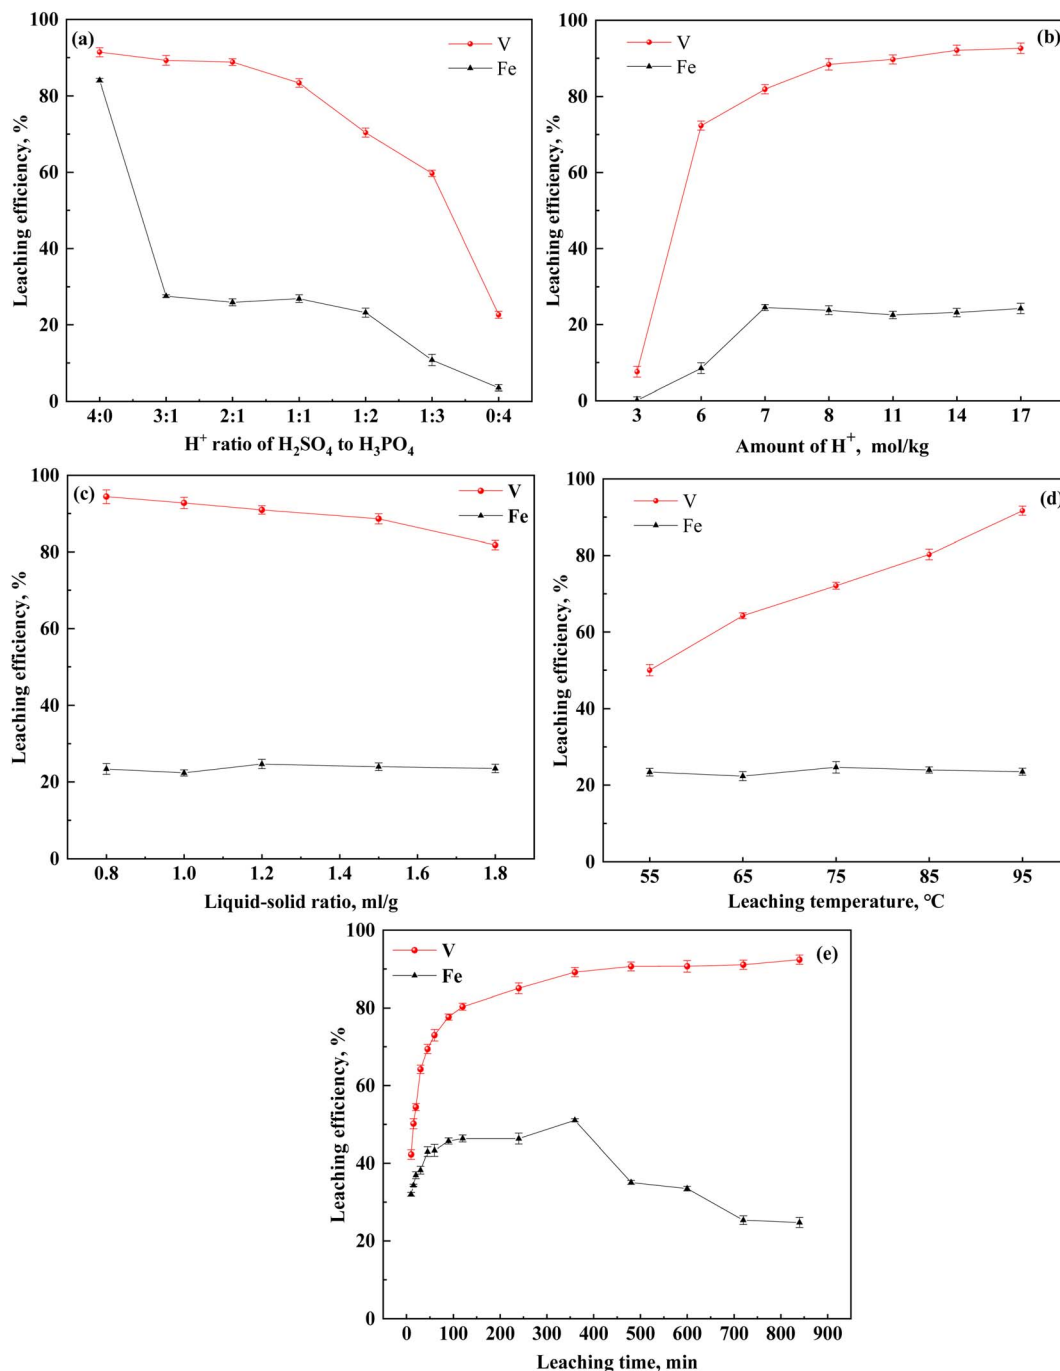 (a)
V
Fe
Leaching efficiency, %
100
80
60
40
20
0
4:0 3:1 2:1 1:1 1:2 1:3 0:4
H⁺ ratio of H₂SO₄ to H₃PO₄
(b)
V
Fe
Leaching efficiency, %
100
80
60
40
20
0
3 6 7 8 11 14 17
Amount of H⁺, mol/kg
(c)
V
Fe
Leaching efficiency, %
100
80
60
40
20
0
0.8 1.0 1.2 1.4 1.6 1.8
Liquid-solid ratio, ml/g
(d)
V
Fe
Leaching efficiency, %
100
80
60
40
20
0
55 65 75 85 95
Leaching temperature, °C
(e)
V
Fe
Leaching efficiency, %
100
80
60
40
20
0
0 100 200 300 400 500 600 700 800 900
Leaching time, min